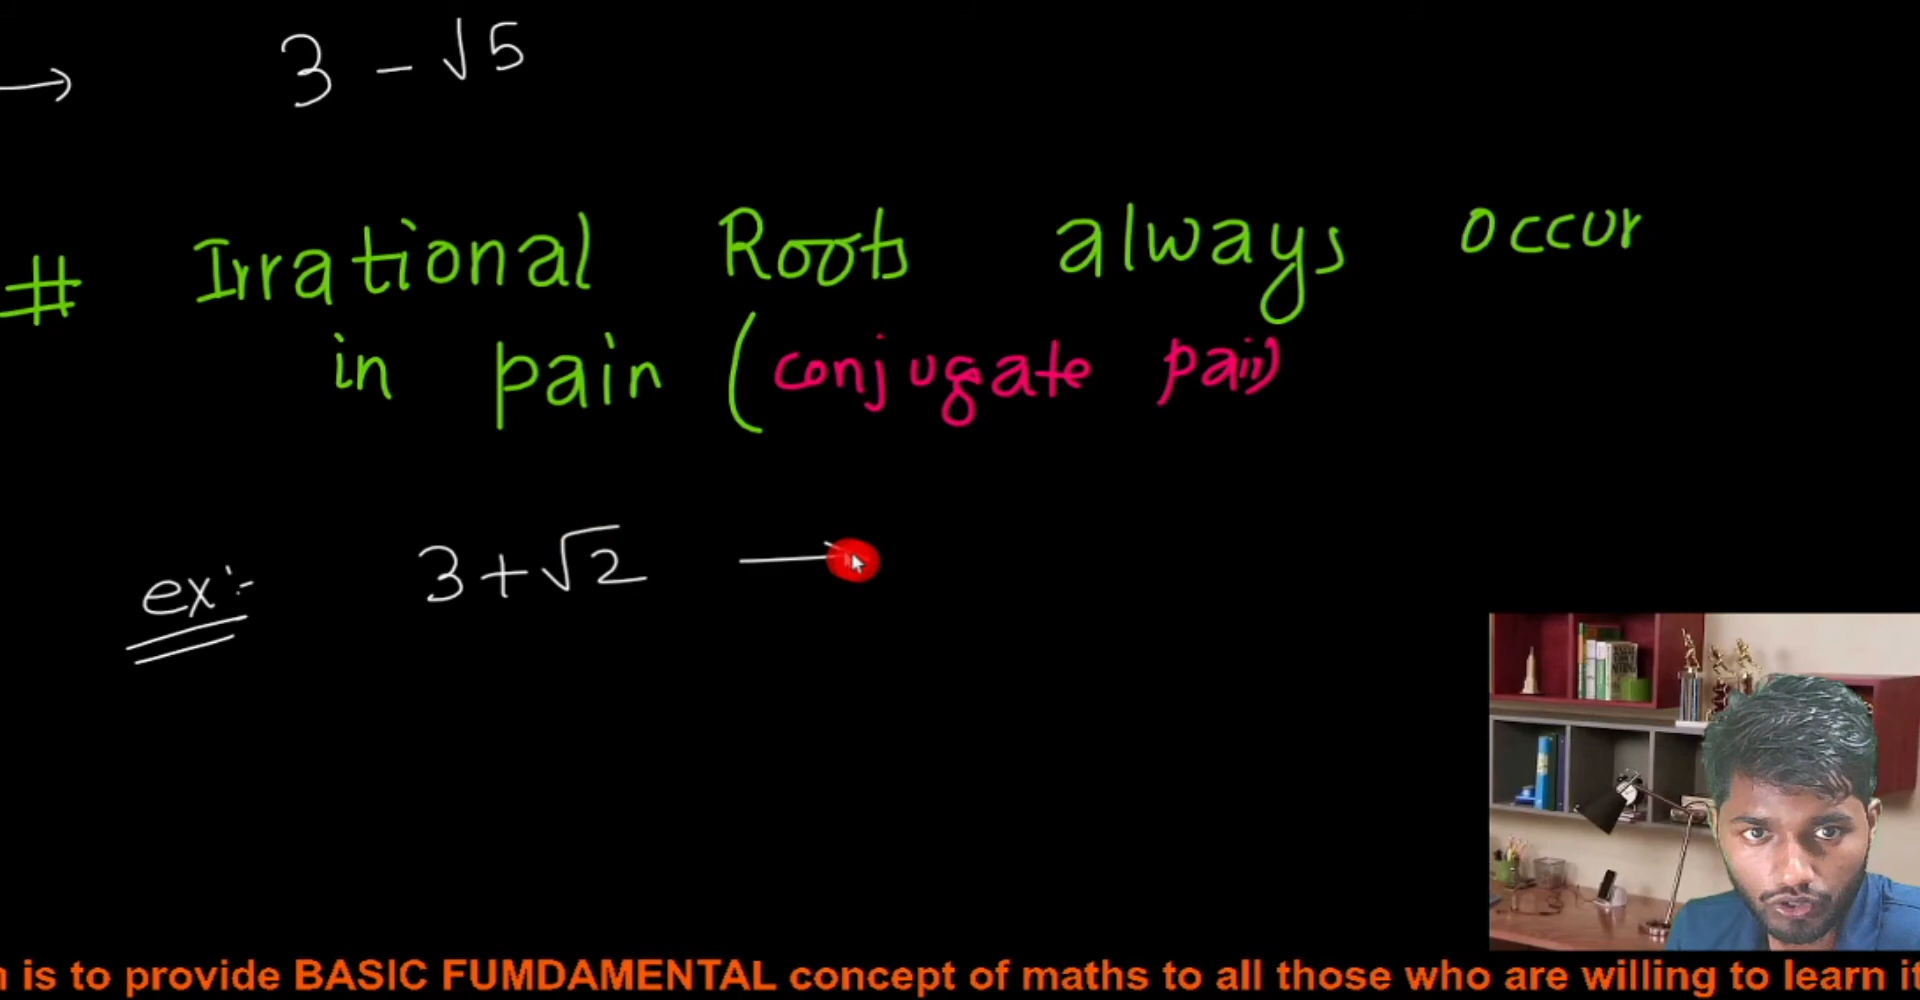 → 3 - √5
# Irrational Roots always occur
in pain (conjugate pair)
ex:- 3+√2 →
n is to provide BASIC FUMDAMENTAL concept of maths to all those who are willing to learn it